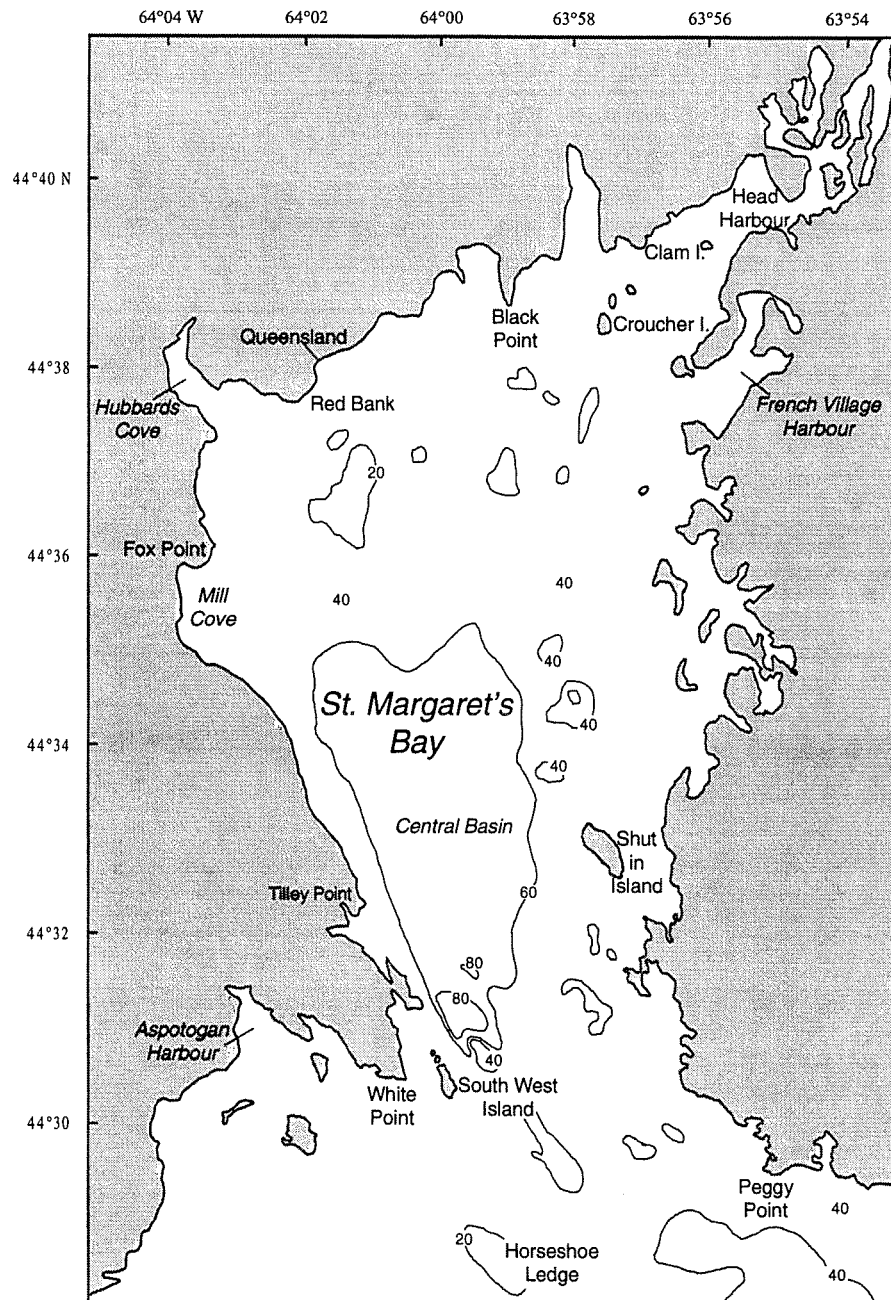 64°04 W
64°02
64°00
63°58
63°56
63°54
44°40 N
Head
Harbour
Clam I.
Black
Point
Croucher I.
Queensland
44°38
Hubbards
Cove
Red Bank
French Village
Harbour
20
44°36
Fox Point
Mill
Cove
40
40
40
St. Margaret's
Bay
40
44°34
40
Central Basin
Shut
in
Island
Tilley Point
60
44°32
80
80
Aspotogan
Harbour
40
White
Point
South West
Island
44°30
Peggy
Point
40
20
Horseshoe
Ledge
40